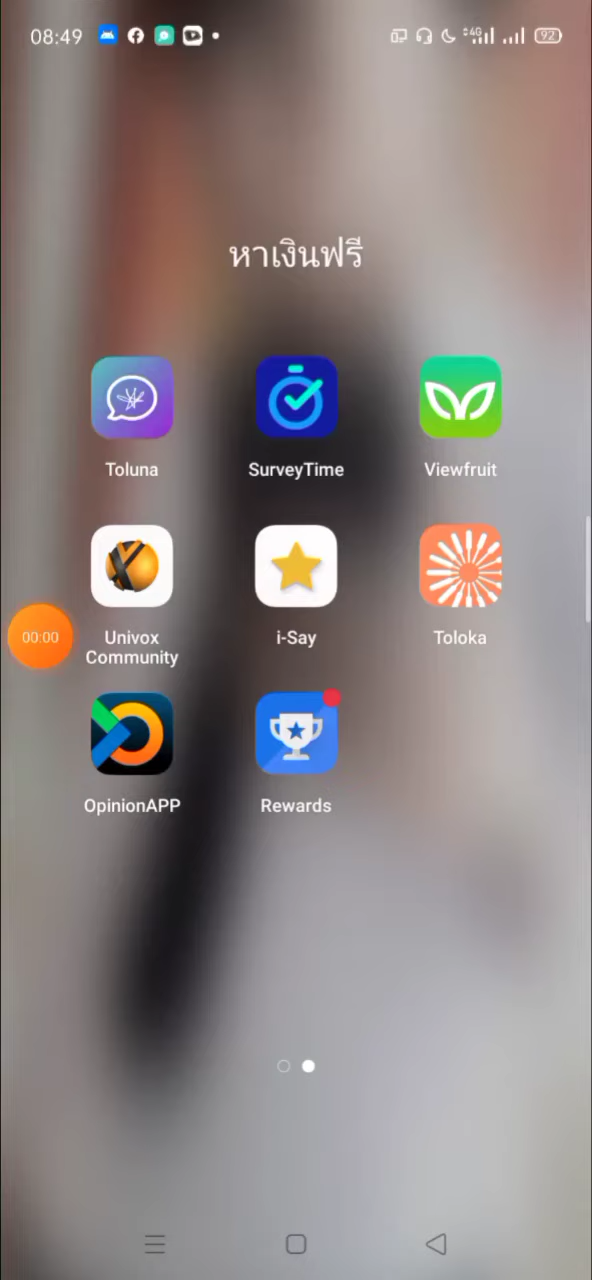 08:49
4G
92
หาเงินฟรี
Toluna
SurveyTime
Viewfruit
Univox
Community
i-Say
Toloka
00:00
OpinionAPP
Rewards